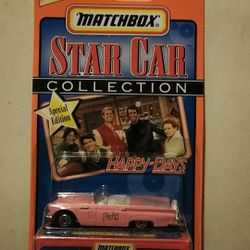 MATCHBOX
STAR CAR
COLLECTION
Special
Edition
HAPPY DAYS
MATCHBOX